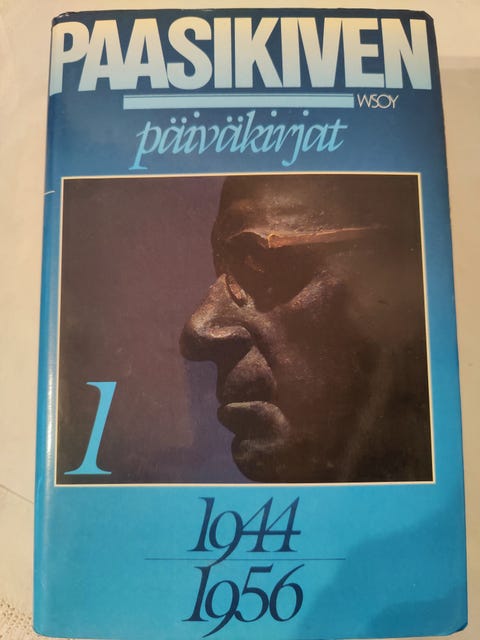 PAASIKIVEN
WSOY
päiväkirjat
1
1944
1956